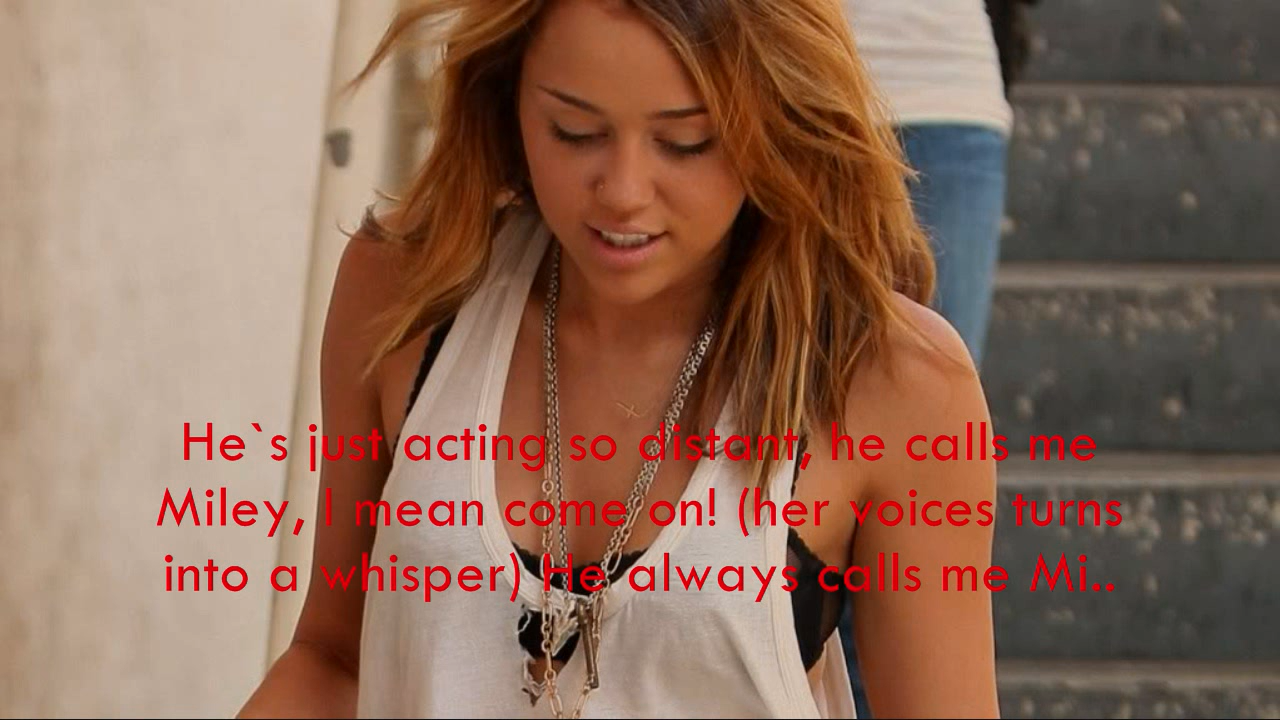 He`s just acting so distant, he calls me
Miley, I mean come on! (her voices turns
into a whisper) He always calls me Mi..